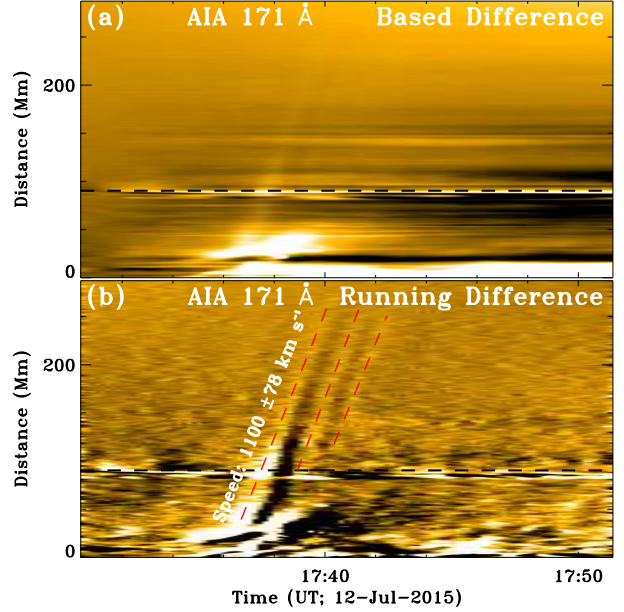 (a) AIA 171 Å Based Difference
Distance (Mm)
200
0
(b) AIA 171 Å Running Difference
Distance (Mm)
200
0
Speed: 1100 ±78 km s⁻¹
17:40 17:50
Time (UT; 12-Jul-2015)